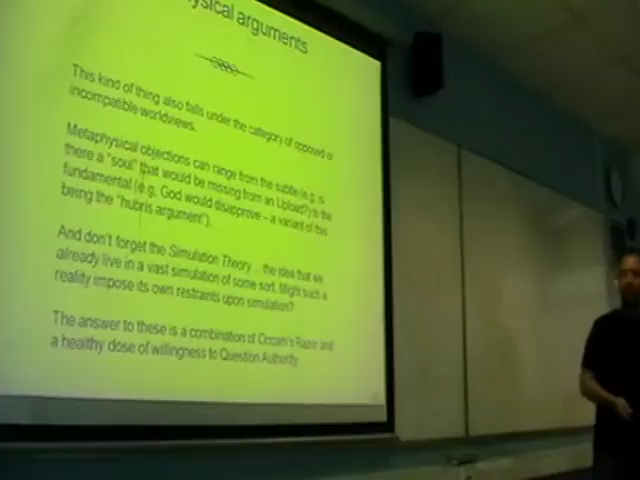 ysical arguments
This kind of thing also falls under the category of opposed or
incompatible worldviews.
Metaphysical objections can range from the subtle (e.g. is
there a "soul" that would be missing from an Upload?) to the
fundamental (e.g. God would disapprove – a variant of this
being the "hubris argument").
And don't forget the Simulation Theory ... the idea that we
already live in a vast simulation of some sort. Might such a
reality impose its own restraints upon simulation?
The answer to these is a combination of Occam's Razor and
a healthy dose of willingness to Question Authority.